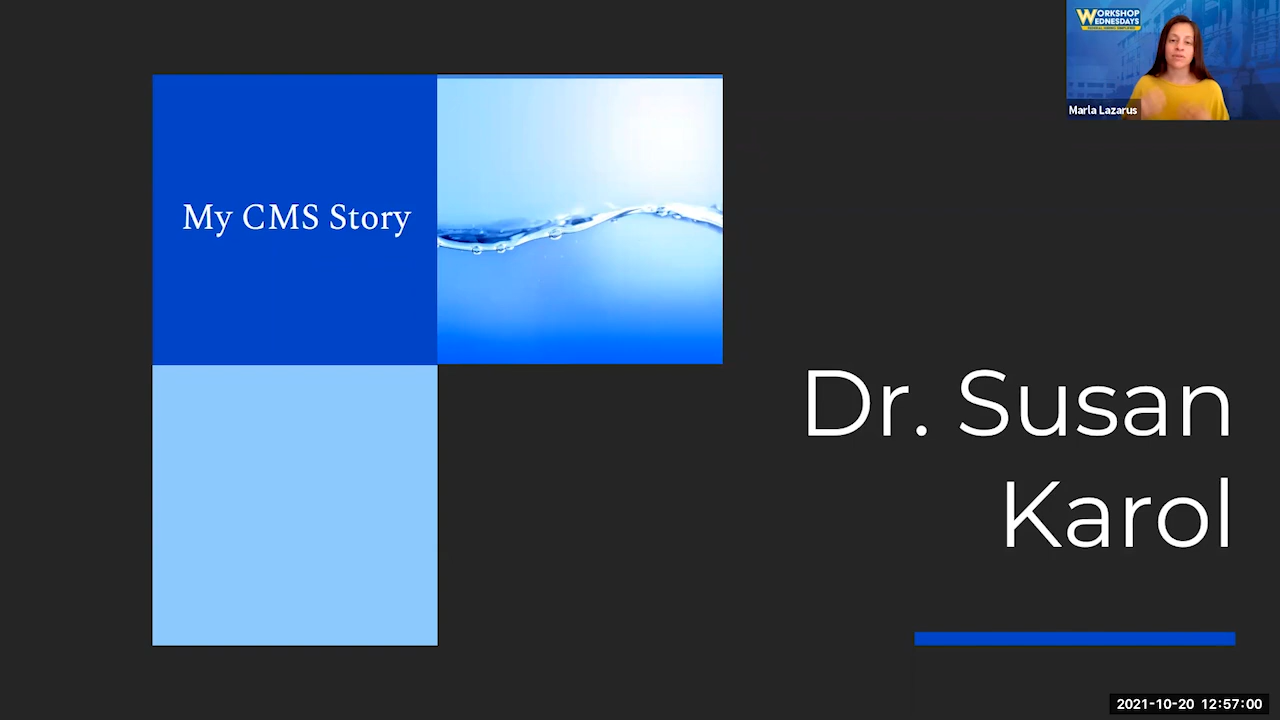 WORKSHOP
WEDNESDAYS
Marla Lazarus
My CMS Story
Dr. Susan
Karol
2021-10-20 12:57:00